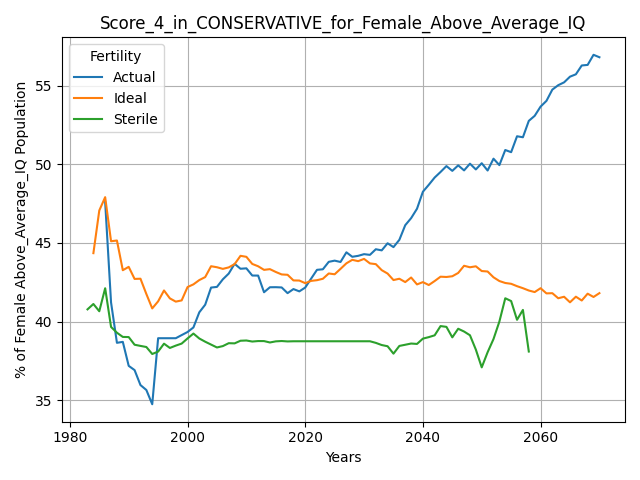 Score_4_in_CONSERVATIVE_for_Female_Above_Average_IQ
Fertility
Actual
Ideal
Sterile
% of Female Above_Average_IQ Population
55
50
45
40
35
1980
2000
2020
2040
2060
Years